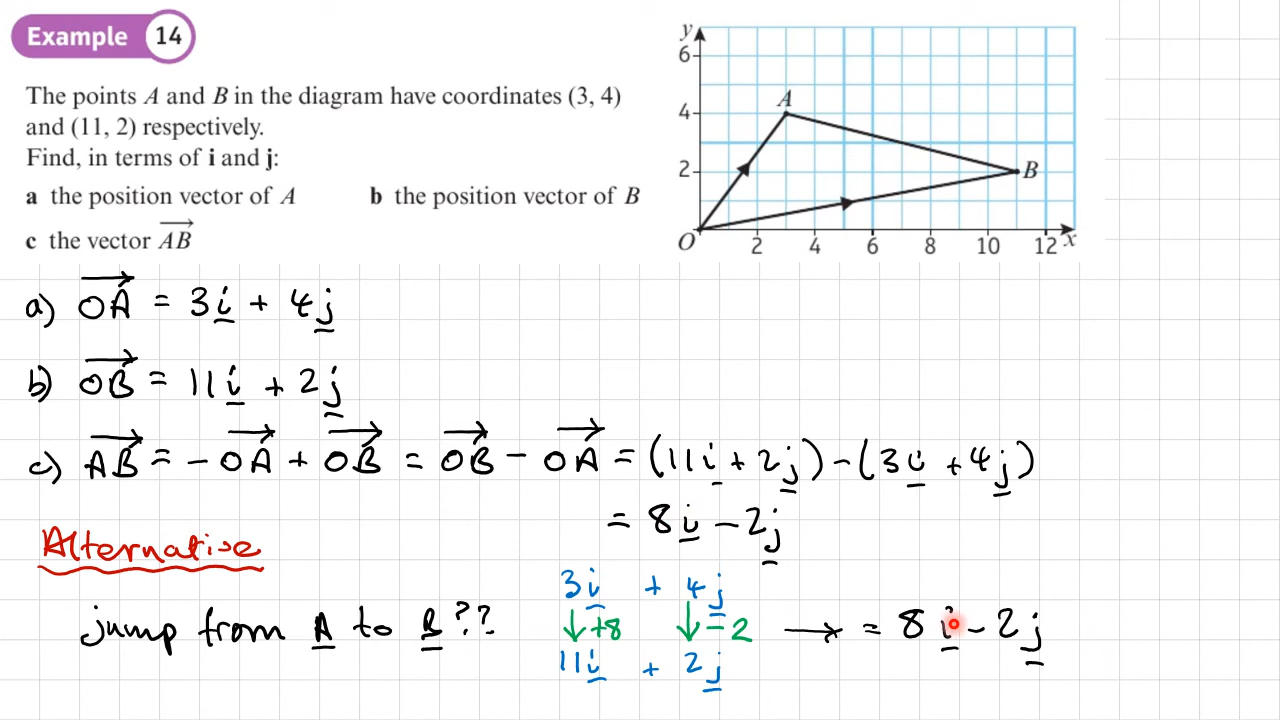 Example 14
The points A and B in the diagram have coordinates (3, 4)
and (11, 2) respectively.
Find, in terms of i and j:
a the position vector of A b the position vector of B
c the vector AB
y
6
4
2
O
2 4 6 8 10 12 x
A
B
a) OA = 3i + 4j
b) OB = 11i + 2j
c) AB = -OA + OB = OB - OA = (11i + 2j) - (3i + 4j)
= 8i - 2j
Alternative
jump from A to B??
3i + 4j
↓+8 ↓-2
11i + 2j
→ = 8i - 2j